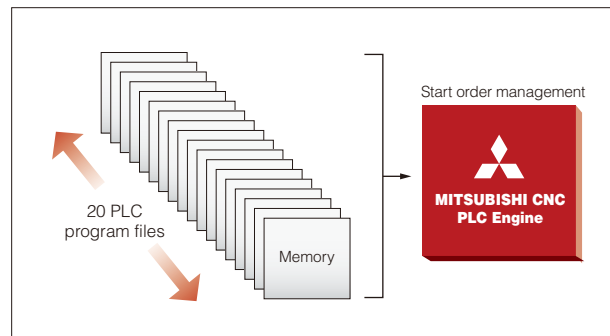 Start order management
MITSUBISHI CNC
PLC Engine
20 PLC
program files
Memory